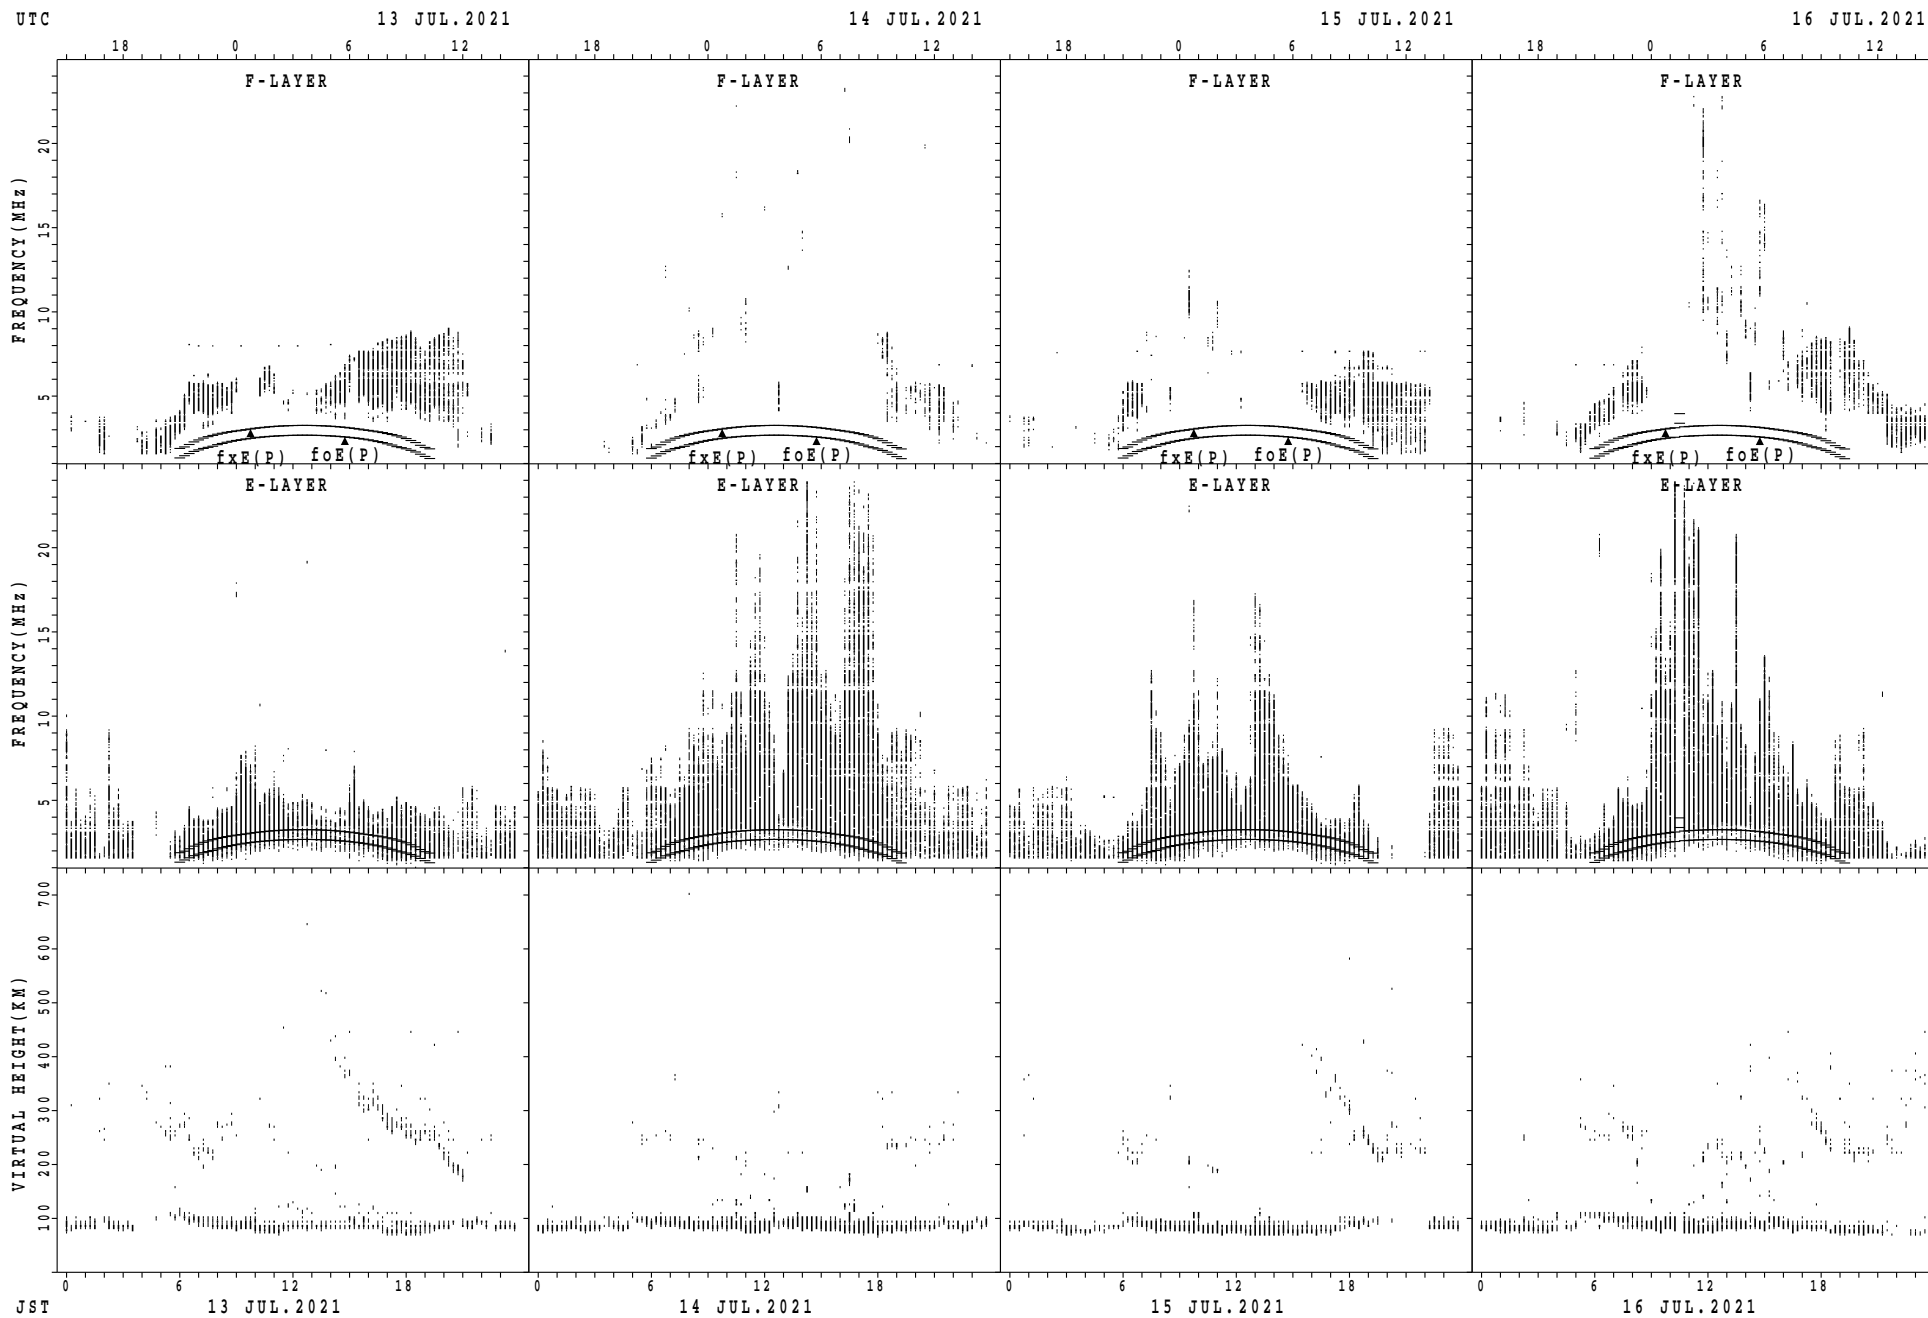 UTC 13 JUL.2021 14 JUL.2021 15 JUL.2021 16 JUL.2021
18 0 6 12 18 0 6 12 18 0 6 12 18 0 6 12
F-LAYER F-LAYER F-LAYER F-LAYER
FREQUENCY(MHz)
20
15
10
5
fxE(P) foE(P) fxE(P) foE(P) fxE(P) foE(P) fxE(P) foE(P)
E-LAYER E-LAYER E-LAYER E-LAYER
FREQUENCY(MHz)
20
15
10
5
VIRTUAL HEIGHT(KM)
700
600
500
400
300
200
100
0 6 12 18 0 6 12 18 0 6 12 18 0 6 12 18
JST 13 JUL.2021 14 JUL.2021 15 JUL.2021 16 JUL.2021